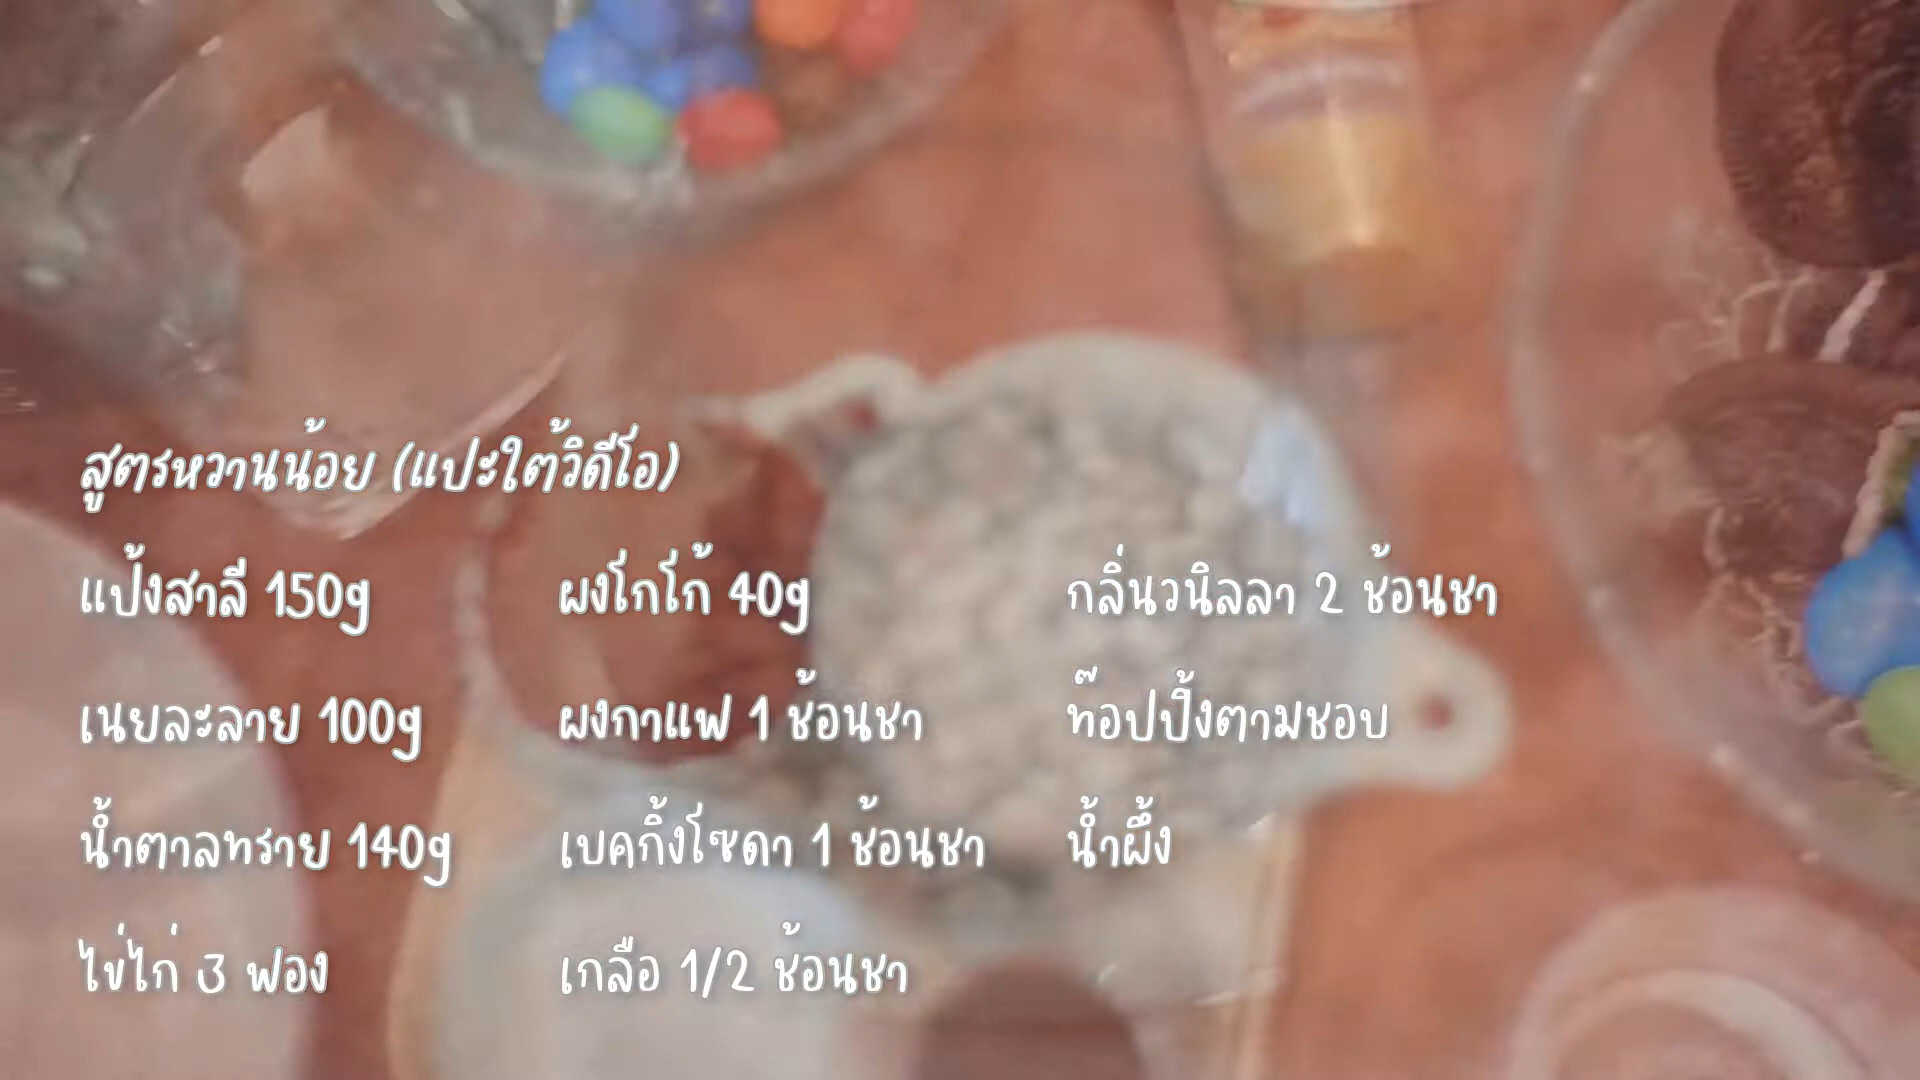 สูตรหวานน้อย (แปะใต้วิดีโอ)
แป้งสาลี 150g
เนยละลาย 100g
น้ำตาลทราย 140g
ไข่ไก่ 3 ฟอง
ผงโกโก้ 40g
ผงกาแฟ 1 ช้อนชา
เบคกิ้งโซดา 1 ช้อนชา
เกลือ 1/2 ช้อนชา
กลิ่นวนิลลา 2 ช้อนชา
ท๊อปปิ้งตามชอบ
น้ำผึ้ง